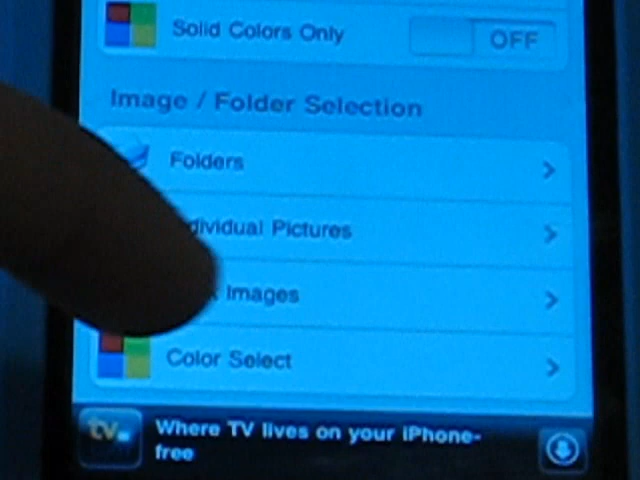 Solid Colors Only
OFF
Image / Folder Selection
Folders
dividual Pictures
Images
Color Select
tv
Where TV lives on your iPhone-
free